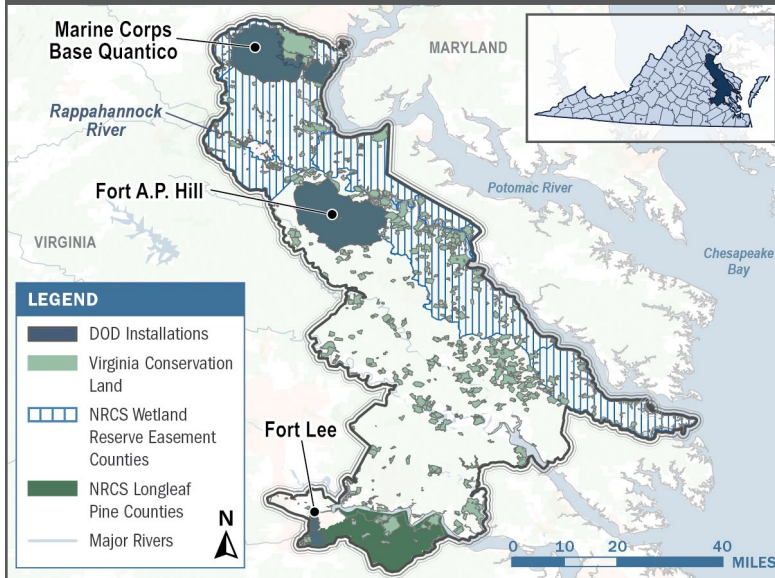 Marine Corps
Base Quantico
MARYLAND
Rappahannock
River
Fort A.P. Hill
Potomac River
VIRGINIA
Chesapeake
Bay
LEGEND
DOD Installations
Virginia Conservation
Land
NRCS Wetland
Reserve Easement
Counties
NRCS Longleaf
Pine Counties
Major Rivers
N
Fort Lee
0 10 20 40
MILES